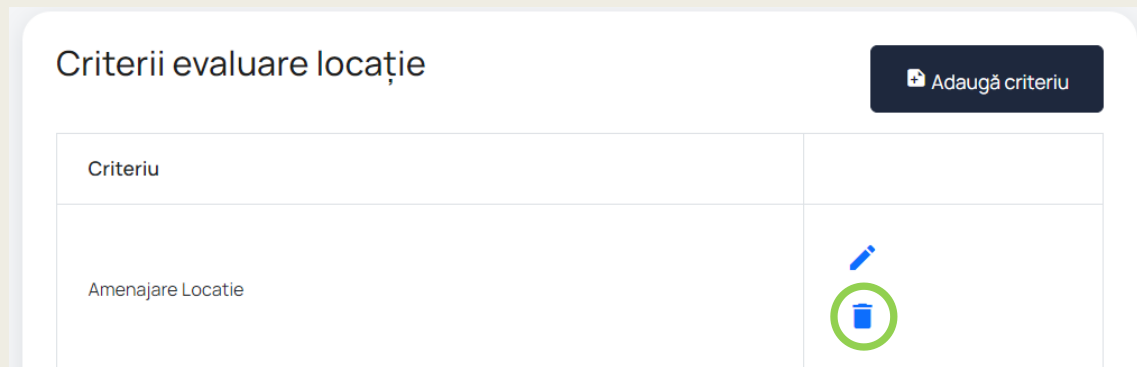 Criterii evaluare locație
Adaugă criteriu
Criteriu
Amenajare Locatie